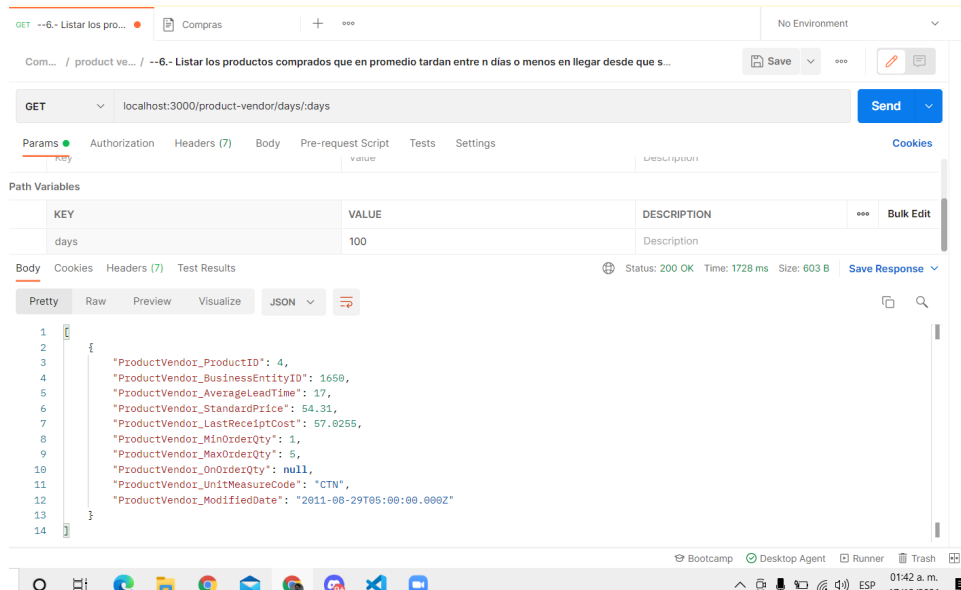 GET --6.- Listar los pro... Compras No Environment
Com... / product ve... / --6.- Listar los productos comprados que en promedio tardan entre n días o menos en llegar desde que s... Save
GET localhost:3000/product-vendor/days/:days Send
Params Authorization Headers (7) Body Pre-request Script Tests Settings Cookies
Key Value Description
Path Variables
KEY VALUE DESCRIPTION Bulk Edit
days 100 Description
Body Cookies Headers (7) Test Results Status: 200 OK Time: 1728 ms Size: 603 B Save Response
Pretty Raw Preview Visualize JSON
1 [
2 {
3 "ProductVendor_ProductID": 4,
4 "ProductVendor_BusinessEntityID": 1650,
5 "ProductVendor_AverageLeadTime": 17,
6 "ProductVendor_StandardPrice": 54.31,
7 "ProductVendor_LastReceiptCost": 57.0255,
8 "ProductVendor_MinOrderQty": 1,
9 "ProductVendor_MaxOrderQty": 5,
10 "ProductVendor_OnOrderQty": null,
11 "ProductVendor_UnitMeasureCode": "CTN",
12 "ProductVendor_ModifiedDate": "2011-08-29T05:00:00.000Z"
13 }
14 ]
Bootcamp Desktop Agent Runner Trash
ESP 01:42 a. m.